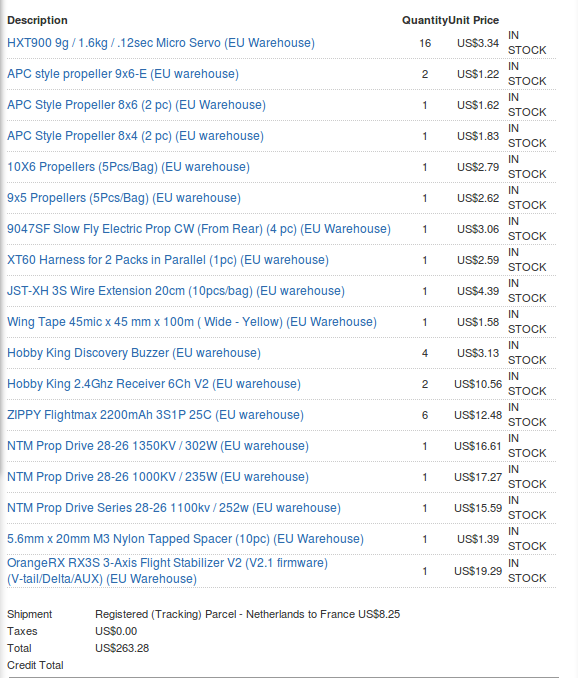 Description Quantity Unit Price
HXT900 9g / 1.6kg / .12sec Micro Servo (EU Warehouse) 16 US$3.34 IN STOCK
APC style propeller 9x6-E (EU warehouse) 2 US$1.22 IN STOCK
APC Style Propeller 8x6 (2 pc) (EU Warehouse) 1 US$1.62 IN STOCK
APC Style Propeller 8x4 (2 pc) (EU warehouse) 1 US$1.83 IN STOCK
10X6 Propellers (5Pcs/Bag) (EU warehouse) 1 US$2.79 IN STOCK
9x5 Propellers (5Pcs/Bag) (EU warehouse) 1 US$2.62 IN STOCK
9047SF Slow Fly Electric Prop CW (From Rear) (4 pc) (EU Warehouse) 1 US$3.06 IN STOCK
XT60 Harness for 2 Packs in Parallel (1pc) (EU warehouse) 1 US$2.59 IN STOCK
JST-XH 3S Wire Extension 20cm (10pcs/bag) (EU warehouse) 1 US$4.39 IN STOCK
Wing Tape 45mic x 45 mm x 100m ( Wide - Yellow) (EU Warehouse) 1 US$1.58 IN STOCK
Hobby King Discovery Buzzer (EU warehouse) 4 US$3.13 IN STOCK
Hobby King 2.4Ghz Receiver 6Ch V2 (EU warehouse) 2 US$10.56 IN STOCK
ZIPPY Flightmax 2200mAh 3S1P 25C (EU warehouse) 6 US$12.48 IN STOCK
NTM Prop Drive 28-26 1350KV / 302W (EU warehouse) 1 US$16.61 IN STOCK
NTM Prop Drive 28-26 1000KV / 235W (EU warehouse) 1 US$17.27 IN STOCK
NTM Prop Drive Series 28-26 1100kv / 252w (EU warehouse) 1 US$15.59 IN STOCK
5.6mm x 20mm M3 Nylon Tapped Spacer (10pc) (EU Warehouse) 1 US$1.39 IN STOCK
OrangeRX RX3S 3-Axis Flight Stabilizer V2 (V2.1 firmware)
(V-tail/Delta/AUX) (EU Warehouse) 1 US$19.29 IN STOCK
Shipment Registered (Tracking) Parcel - Netherlands to France US$8.25
Taxes US$0.00
Total US$263.28
Credit Total